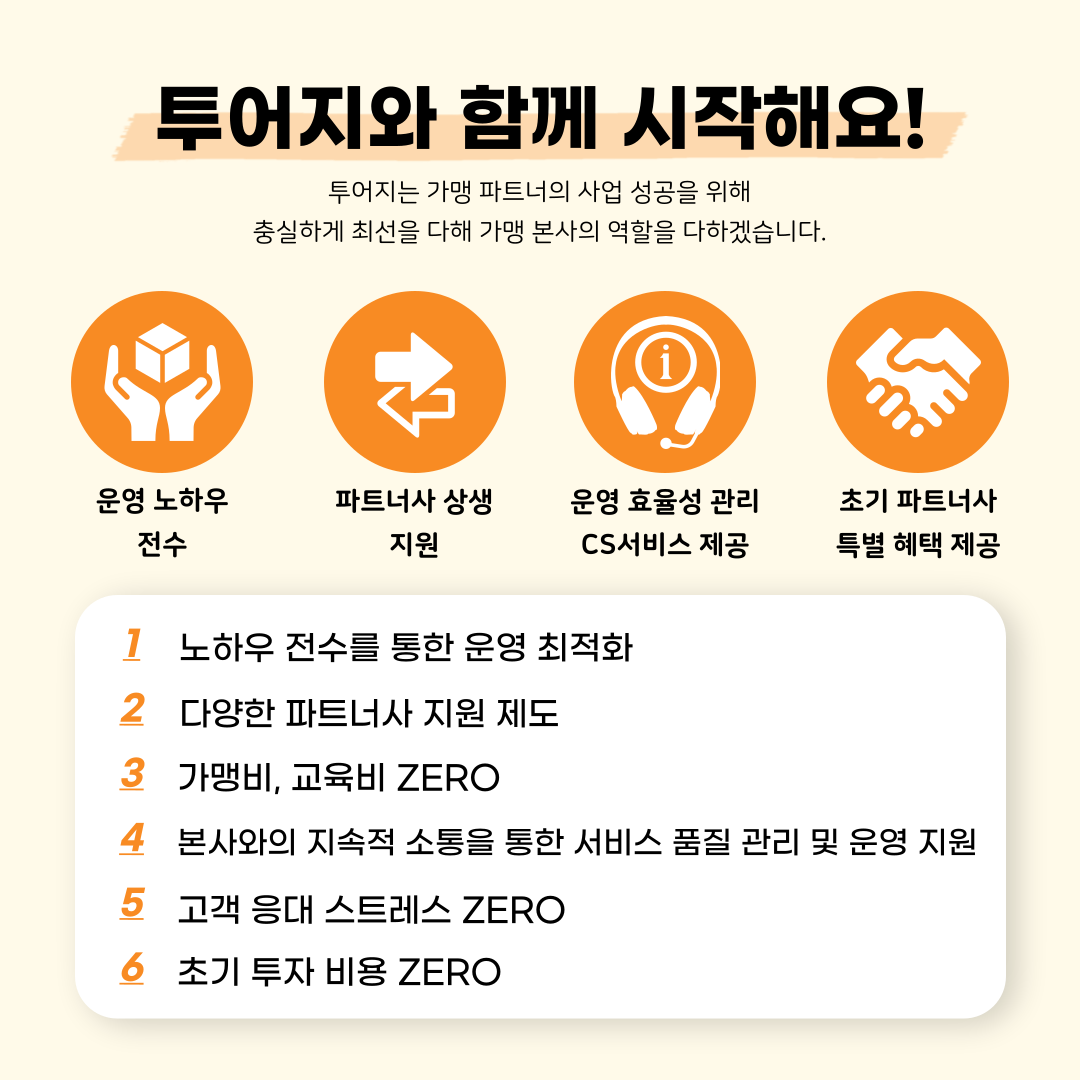 투어지와 함께 시작해요!
투어지는 가맹 파트너의 사업 성공을 위해
충실하게 최선을 다해 가맹 본사의 역할을 다하겠습니다.
i
운영 노하우
전수
파트너사 상생
지원
운영 효율성 관리
CS서비스 제공
초기 파트너사
특별 혜택 제공
1 노하우 전수를 통한 운영 최적화
2 다양한 파트너사 지원 제도
3 가맹비, 교육비 ZERO
4 본사와의 지속적 소통을 통한 서비스 품질 관리 및 운영 지원
5 고객 응대 스트레스 ZERO
6 초기 투자 비용 ZERO